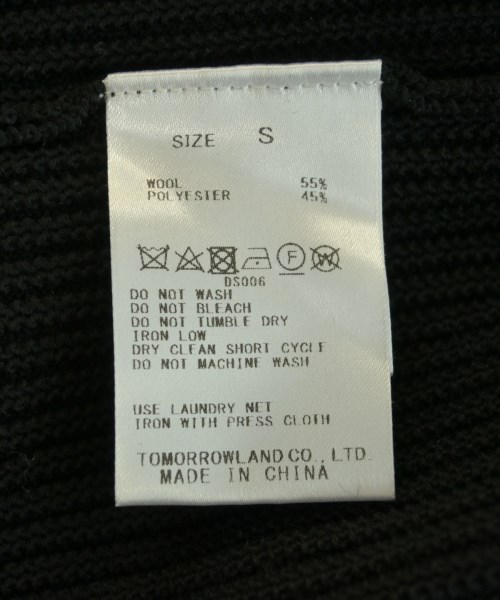 SIZE S
WOOL 55%
POLYESTER 45%
F W
DS006
DO NOT WASH
DO NOT BLEACH
DO NOT TUMBLE DRY
IRON LOW
DRY CLEAN SHORT CYCLE
DO NOT MACHINE WASH
USE LAUNDRY NET
IRON WITH PRESS CLOTH
TOMORROWLAND CO., LTD.
MADE IN CHINA